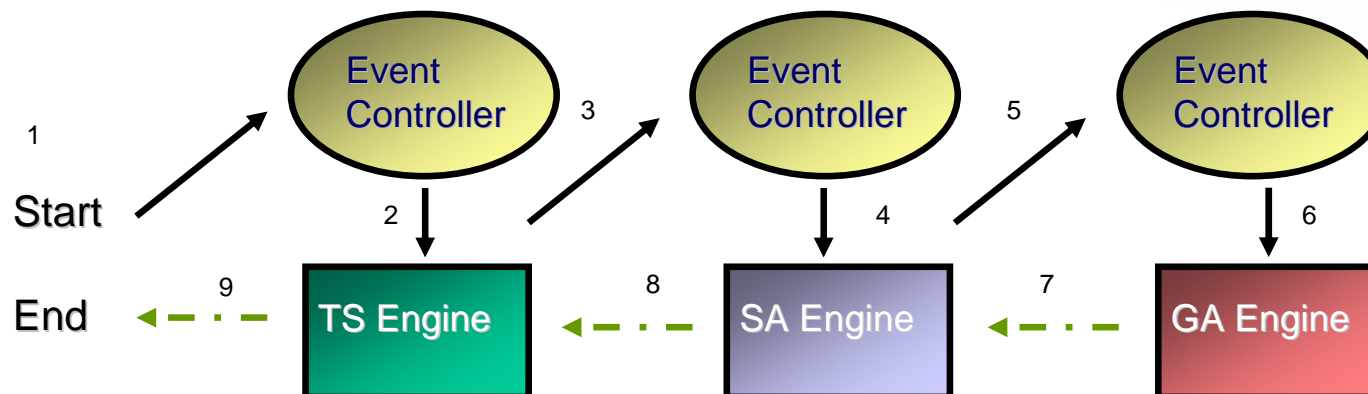 Event
Controller
Event
Controller
Event
Controller
1
3
5
Start
2
4
6
End
9
TS Engine
8
SA Engine
7
GA Engine